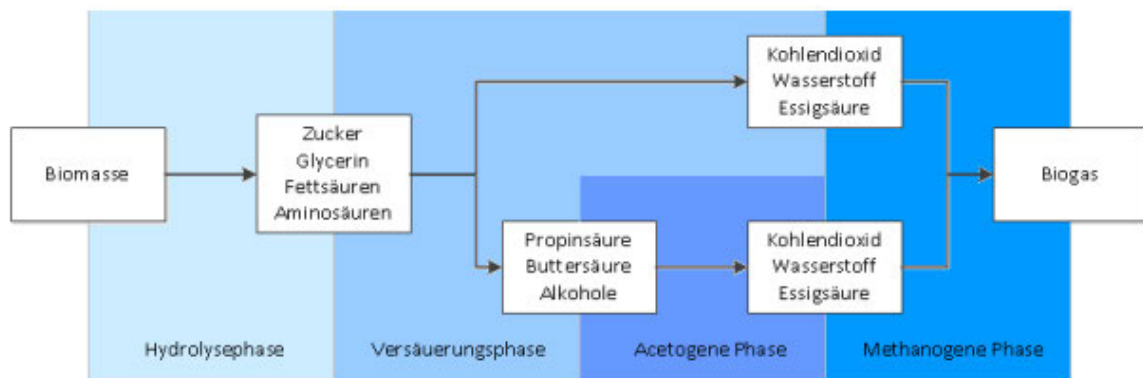 Biomasse
Zucker
Glycerin
Fettsäuren
Aminosäuren
Kohlendioxid
Wasserstoff
Essigsäure
Propinsäure
Buttersäure
Alkohole
Kohlendioxid
Wasserstoff
Essigsäure
Biogas
Hydrolysephase
Versäuerungsphase
Acetogene Phase
Methanogene Phase